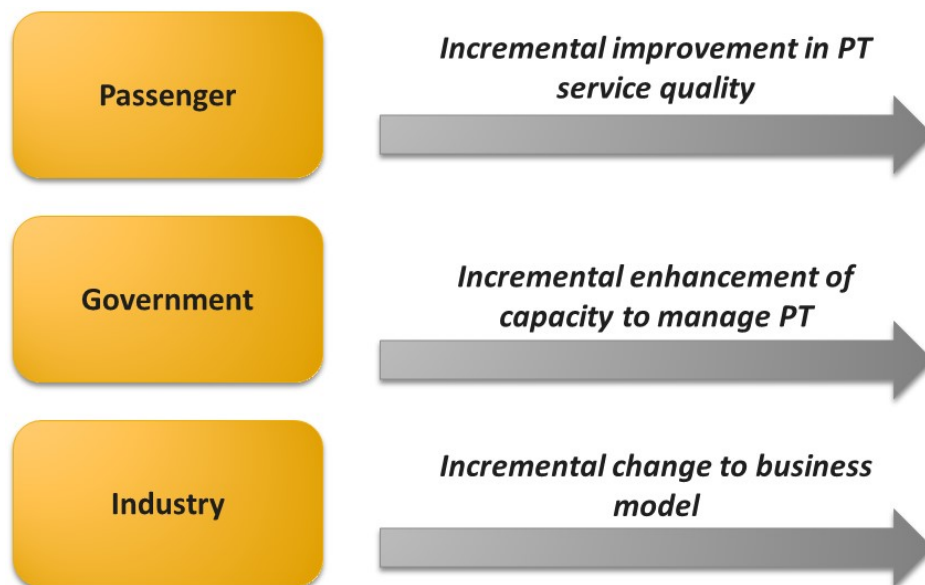 Passenger
Incremental improvement in PT
service quality
Government
Incremental enhancement of
capacity to manage PT
Industry
Incremental change to business
model